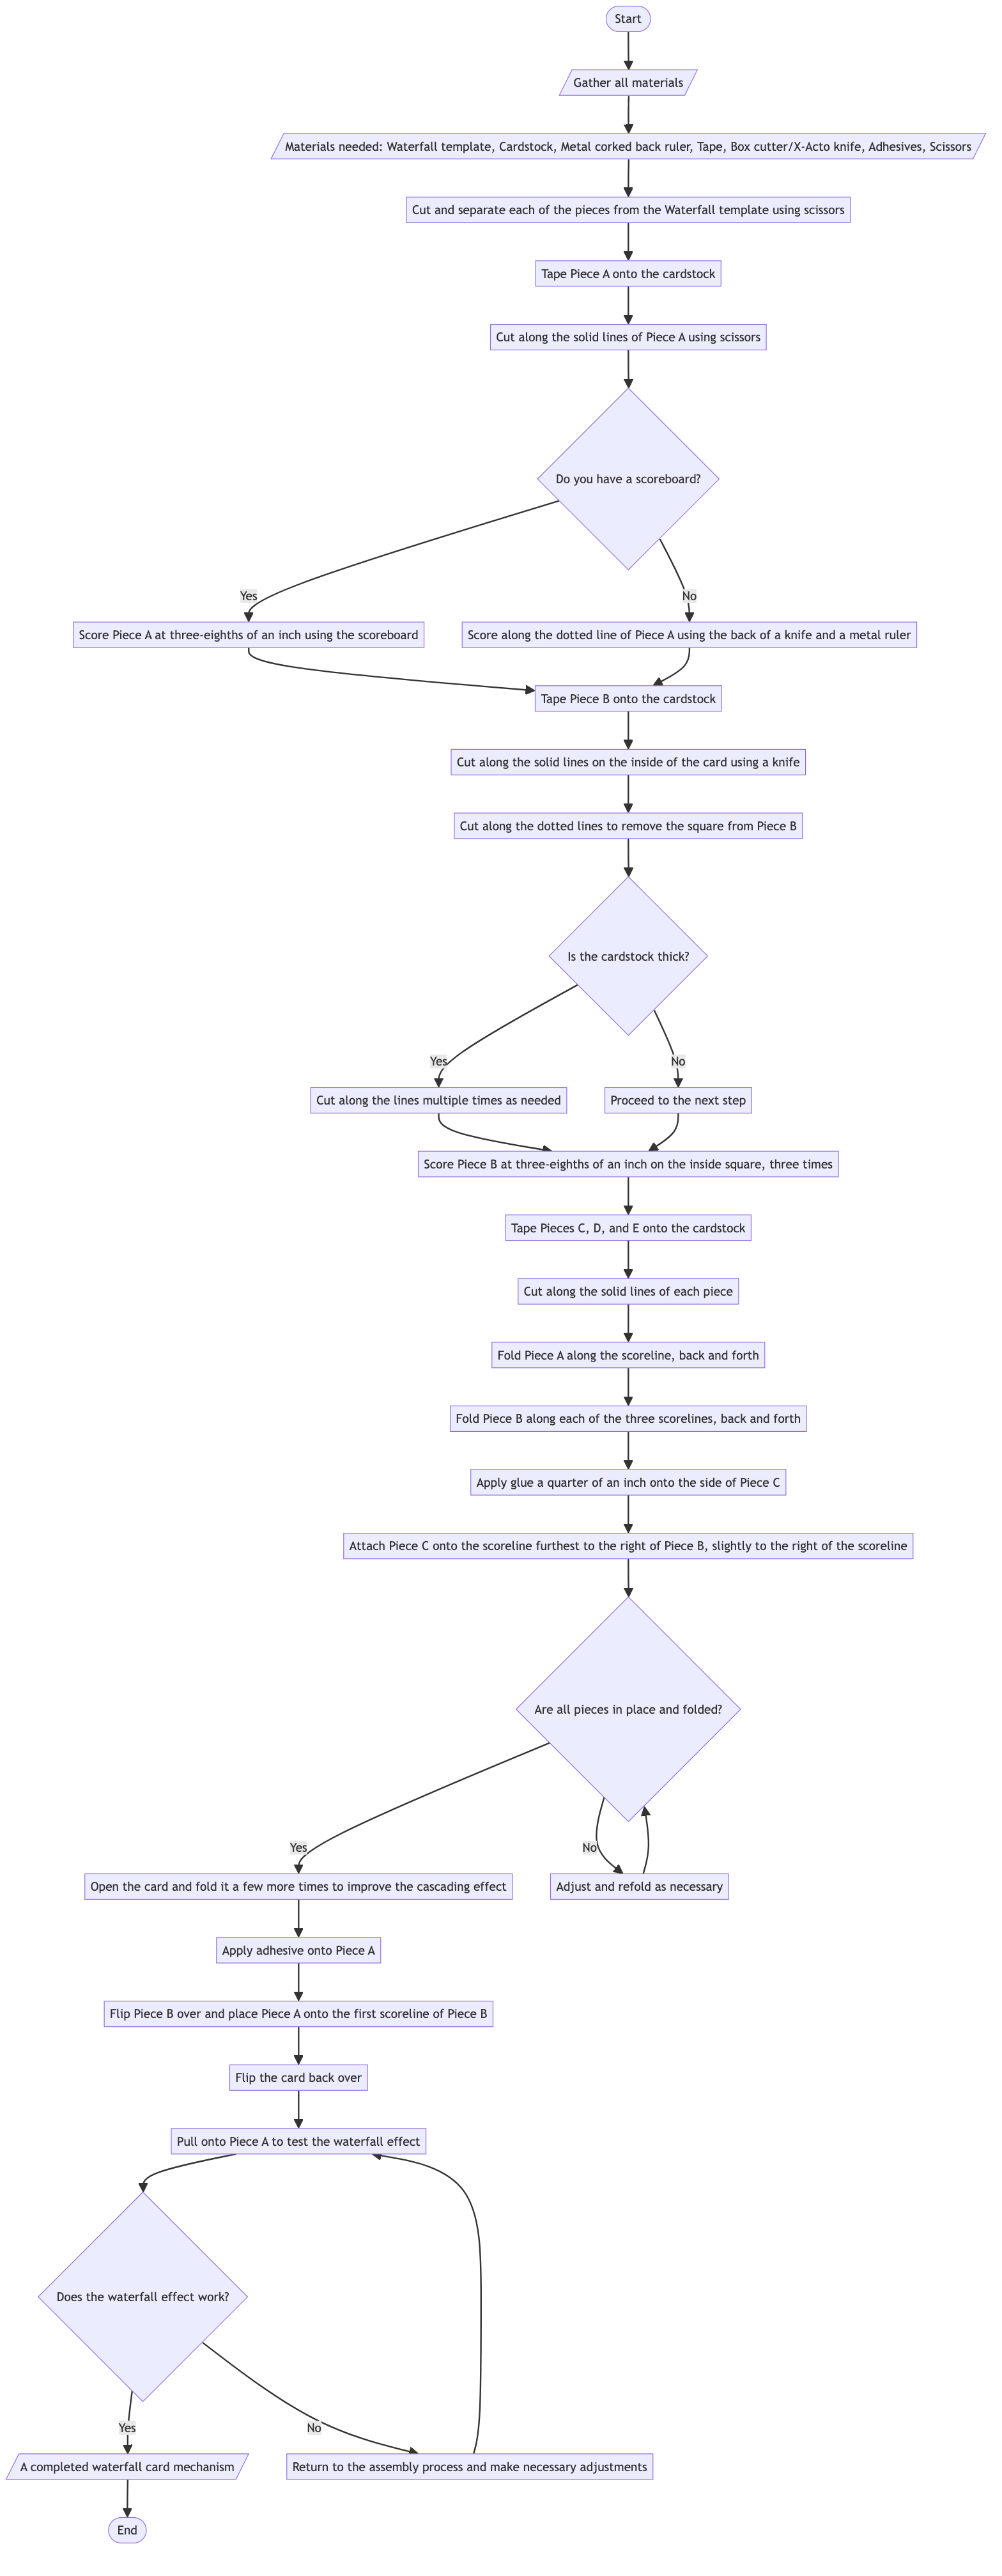 Start
Gather all materials
Materials needed: Waterfall template, Cardstock, Metal corked back ruler, Tape, Box cutter/X-Acto knife, Adhesives, Scissors
Cut and separate each of the pieces from the Waterfall template using scissors
Tape Piece A onto the cardstock
Cut along the solid lines of Piece A using scissors
Do you have a scoreboard?
Yes
No
Score Piece A at three-eighths of an inch using the scoreboard
Score along the dotted line of Piece A using the back of a knife and a metal ruler
Tape Piece B onto the cardstock
Cut along the solid lines on the inside of the card using a knife
Cut along the dotted lines to remove the square from Piece B
Is the cardstock thick?
Yes
No
Cut along the lines multiple times as needed
Proceed to the next step
Score Piece B at three-eighths of an inch on the inside square, three times
Tape Pieces C, D, and E onto the cardstock
Cut along the solid lines of each piece
Fold Piece A along the scoreline, back and forth
Fold Piece B along each of the three scorelines, back and forth
Apply glue a quarter of an inch onto the side of Piece C
Attach Piece C onto the scoreline furthest to the right of Piece B, slightly to the right of the scoreline
Are all pieces in place and folded?
Yes
No
Open the card and fold it a few more times to improve the cascading effect
Adjust and refold as necessary
Apply adhesive onto Piece A
Flip Piece B over and place Piece A onto the first scoreline of Piece B
Flip the card back over
Pull onto Piece A to test the waterfall effect
Does the waterfall effect work?
Yes
No
A completed waterfall card mechanism
Return to the assembly process and make necessary adjustments
End